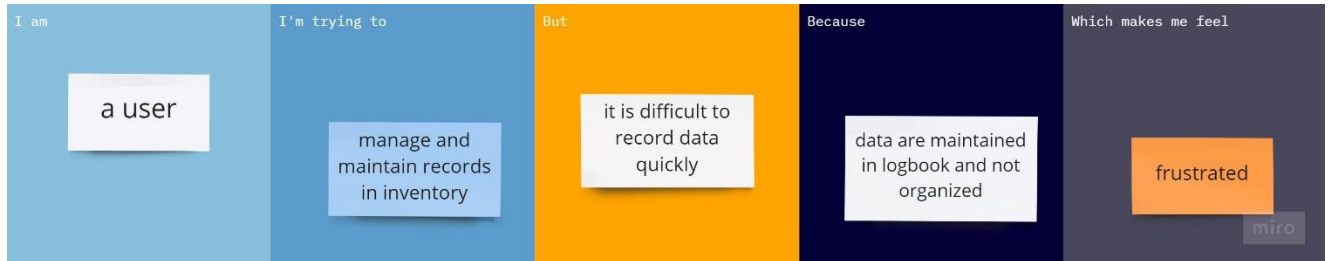 I am
a user
I'm trying to
manage and
maintain records
in inventory
But
it is difficult to
record data
quickly
Because
data are maintained
in logbook and not
organized
Which makes me feel
frustrated
miro